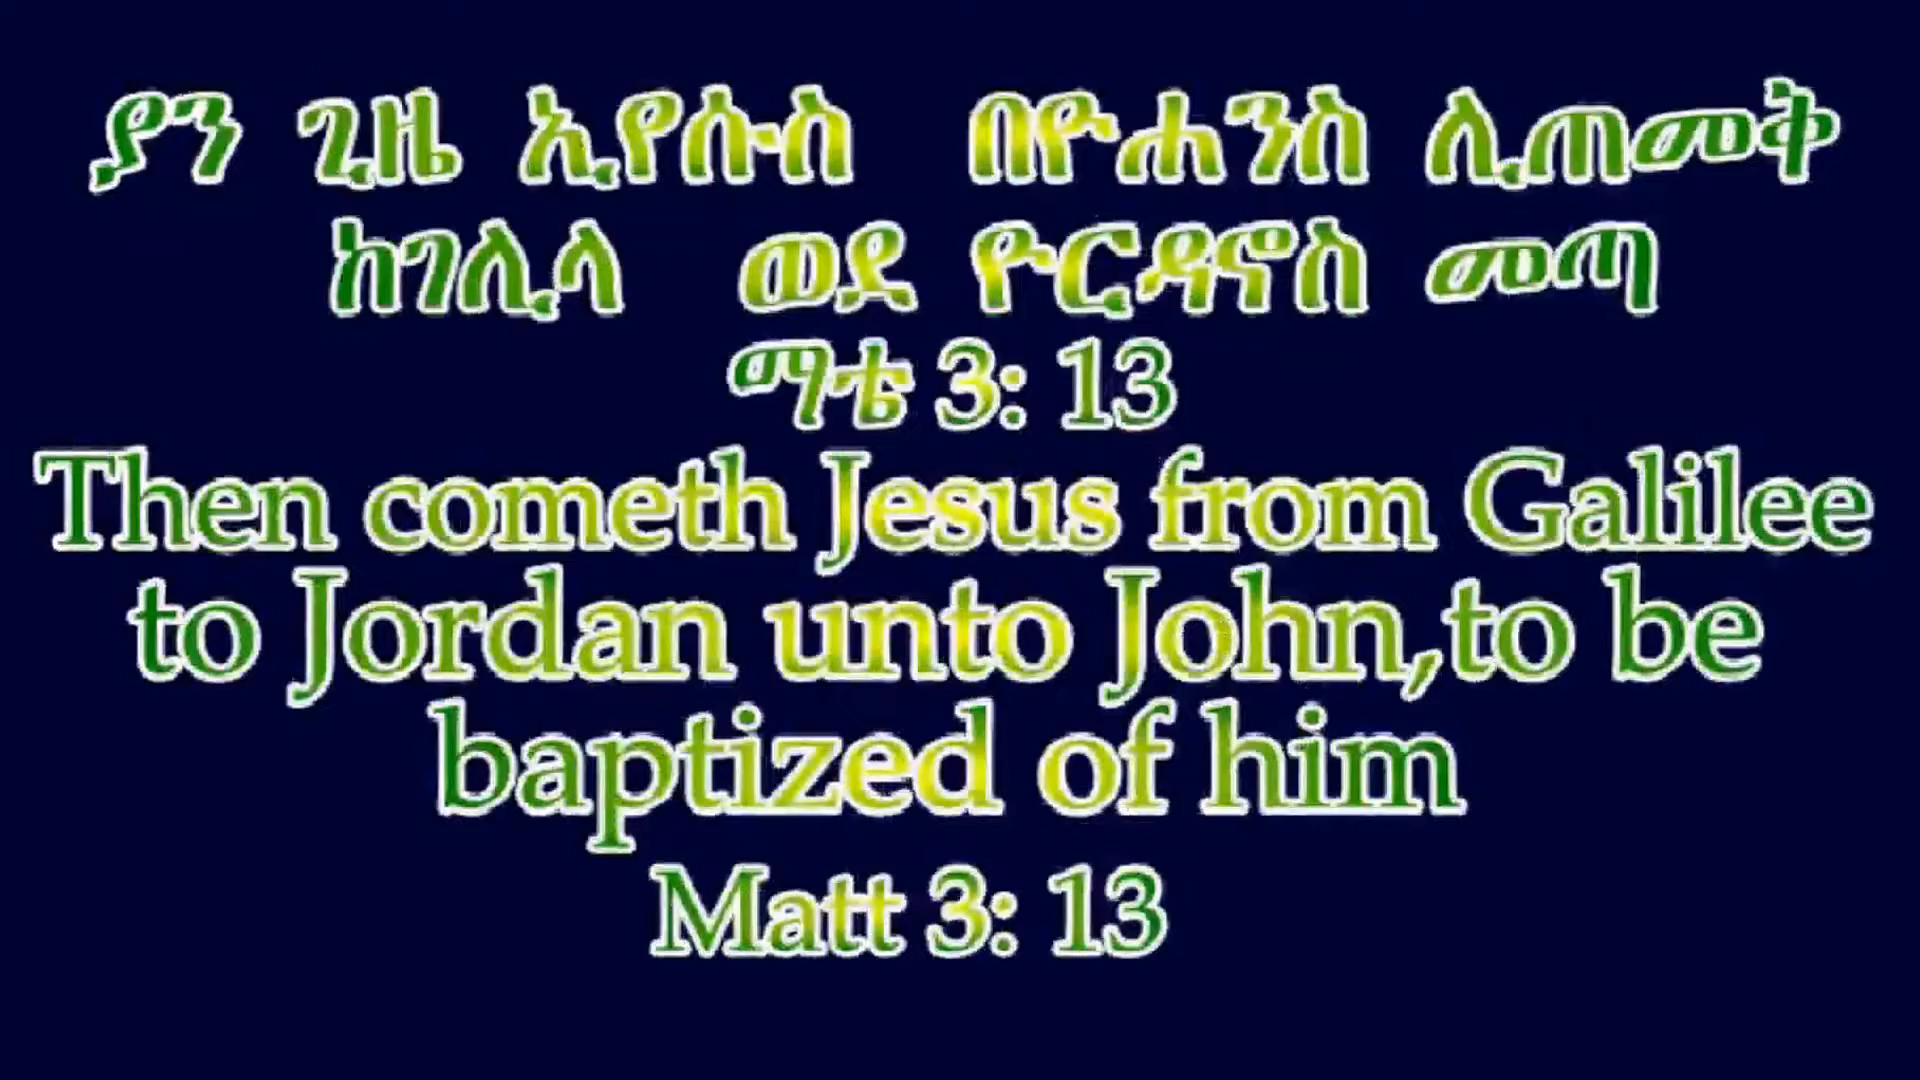 ያን ጊዜ ኢየሱስ በዮሐንስ ሊጠመቅ
ከገሊላ ወደ ዮርዳኖስ መጣ
ማቴ 3: 13
Then cometh Jesus from Galilee
to Jordan unto John,to be
baptized of him
Matt 3: 13